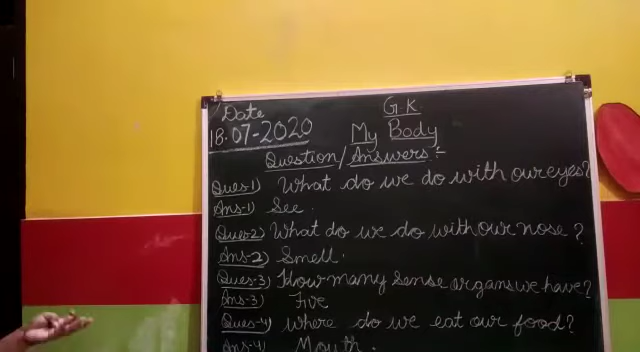 Date
18-07-2020
G.K.
My Body
Question/Answers:-
Ques-1) What do we do with our eyes?
Ans-1) See.
Ques-2) What do we do with our nose?
Ans-2) Smell.
Ques-3) How many sense organs we have?
Ans-3) Five
Ques-4) Where do we eat our food?
Ans-4) Mouth.